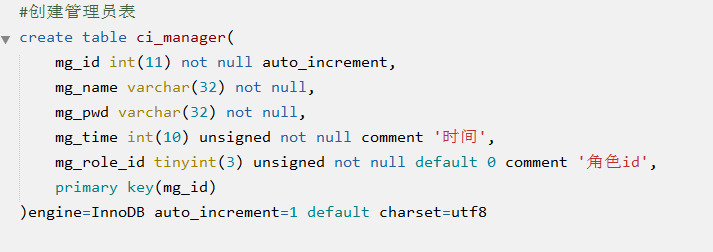 #创建管理员表
create table ci_manager(
mg_id int(11) not null auto_increment,
mg_name varchar(32) not null,
mg_pwd varchar(32) not null,
mg_time int(10) unsigned not null comment '时间',
mg_role_id tinyint(3) unsigned not null default 0 comment '角色id',
primary key(mg_id)
)engine=InnoDB auto_increment=1 default charset=utf8